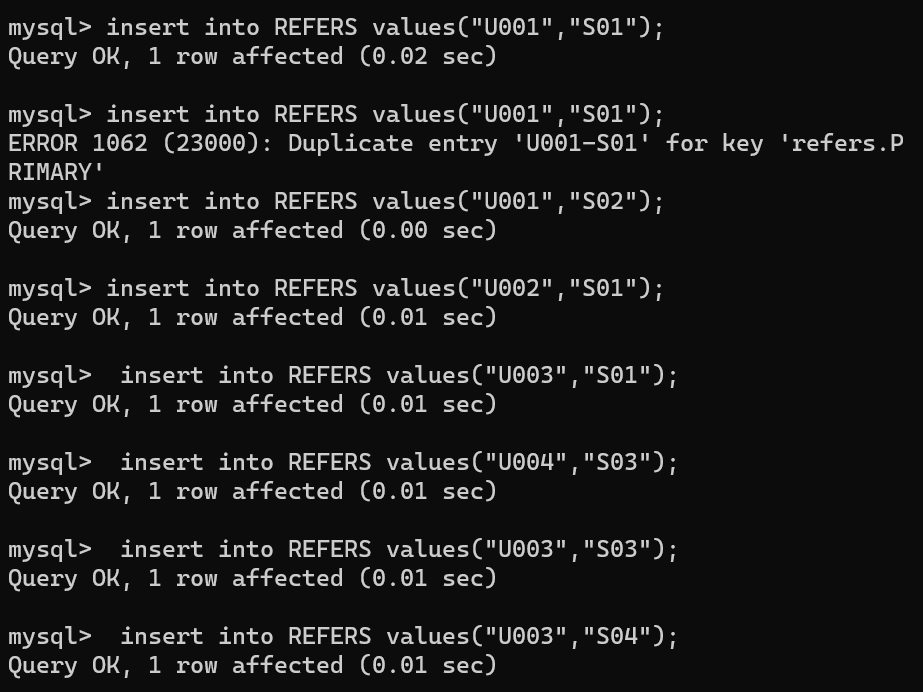 mysql> insert into REFERS values("U001","S01");
Query OK, 1 row affected (0.02 sec)
mysql> insert into REFERS values("U001","S01");
ERROR 1062 (23000): Duplicate entry 'U001-S01' for key 'refers.P
RIMARY'
mysql> insert into REFERS values("U001","S02");
Query OK, 1 row affected (0.00 sec)
mysql> insert into REFERS values("U002","S01");
Query OK, 1 row affected (0.01 sec)
mysql>  insert into REFERS values("U003","S01");
Query OK, 1 row affected (0.01 sec)
mysql>  insert into REFERS values("U004","S03");
Query OK, 1 row affected (0.01 sec)
mysql>  insert into REFERS values("U003","S03");
Query OK, 1 row affected (0.01 sec)
mysql>  insert into REFERS values("U003","S04");
Query OK, 1 row affected (0.01 sec)